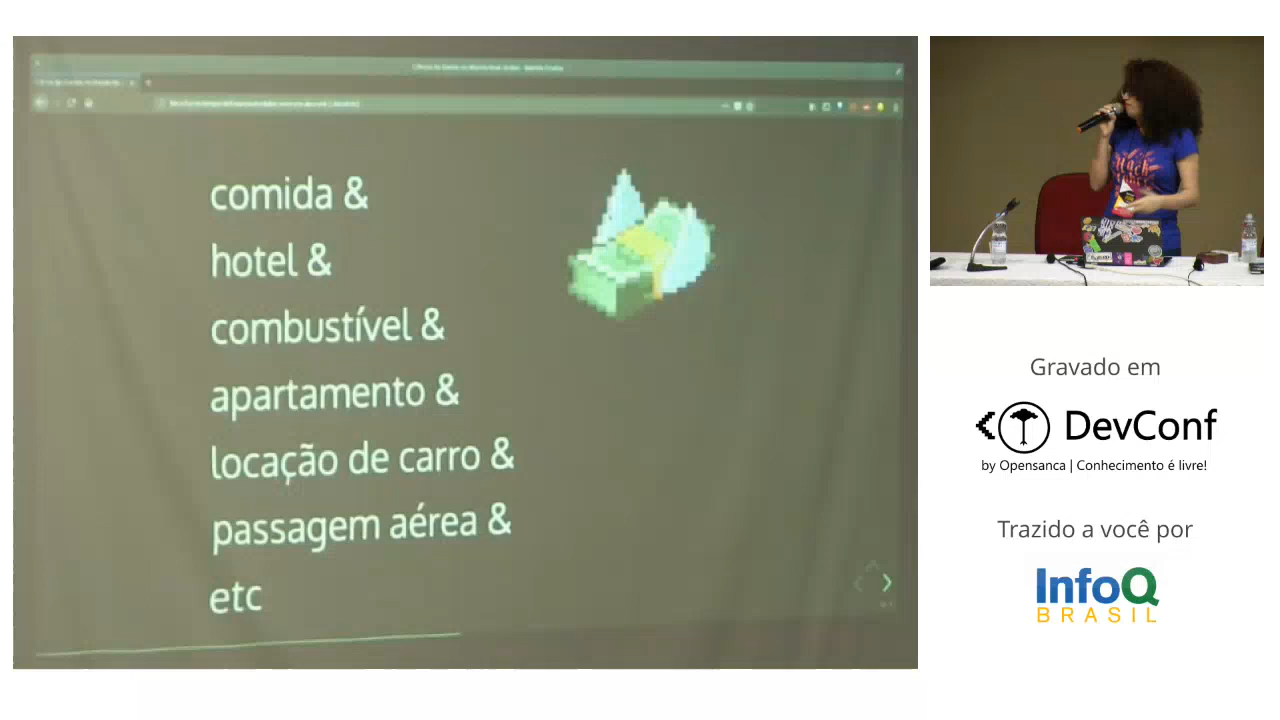 comida &
hotel &
combustível &
apartamento &
locação de carro &
passagem aérea &
etc
Gravado em
DevConf
by Opensanca | Conhecimento é livre!
Trazido a você por
InfoQ
BRASIL